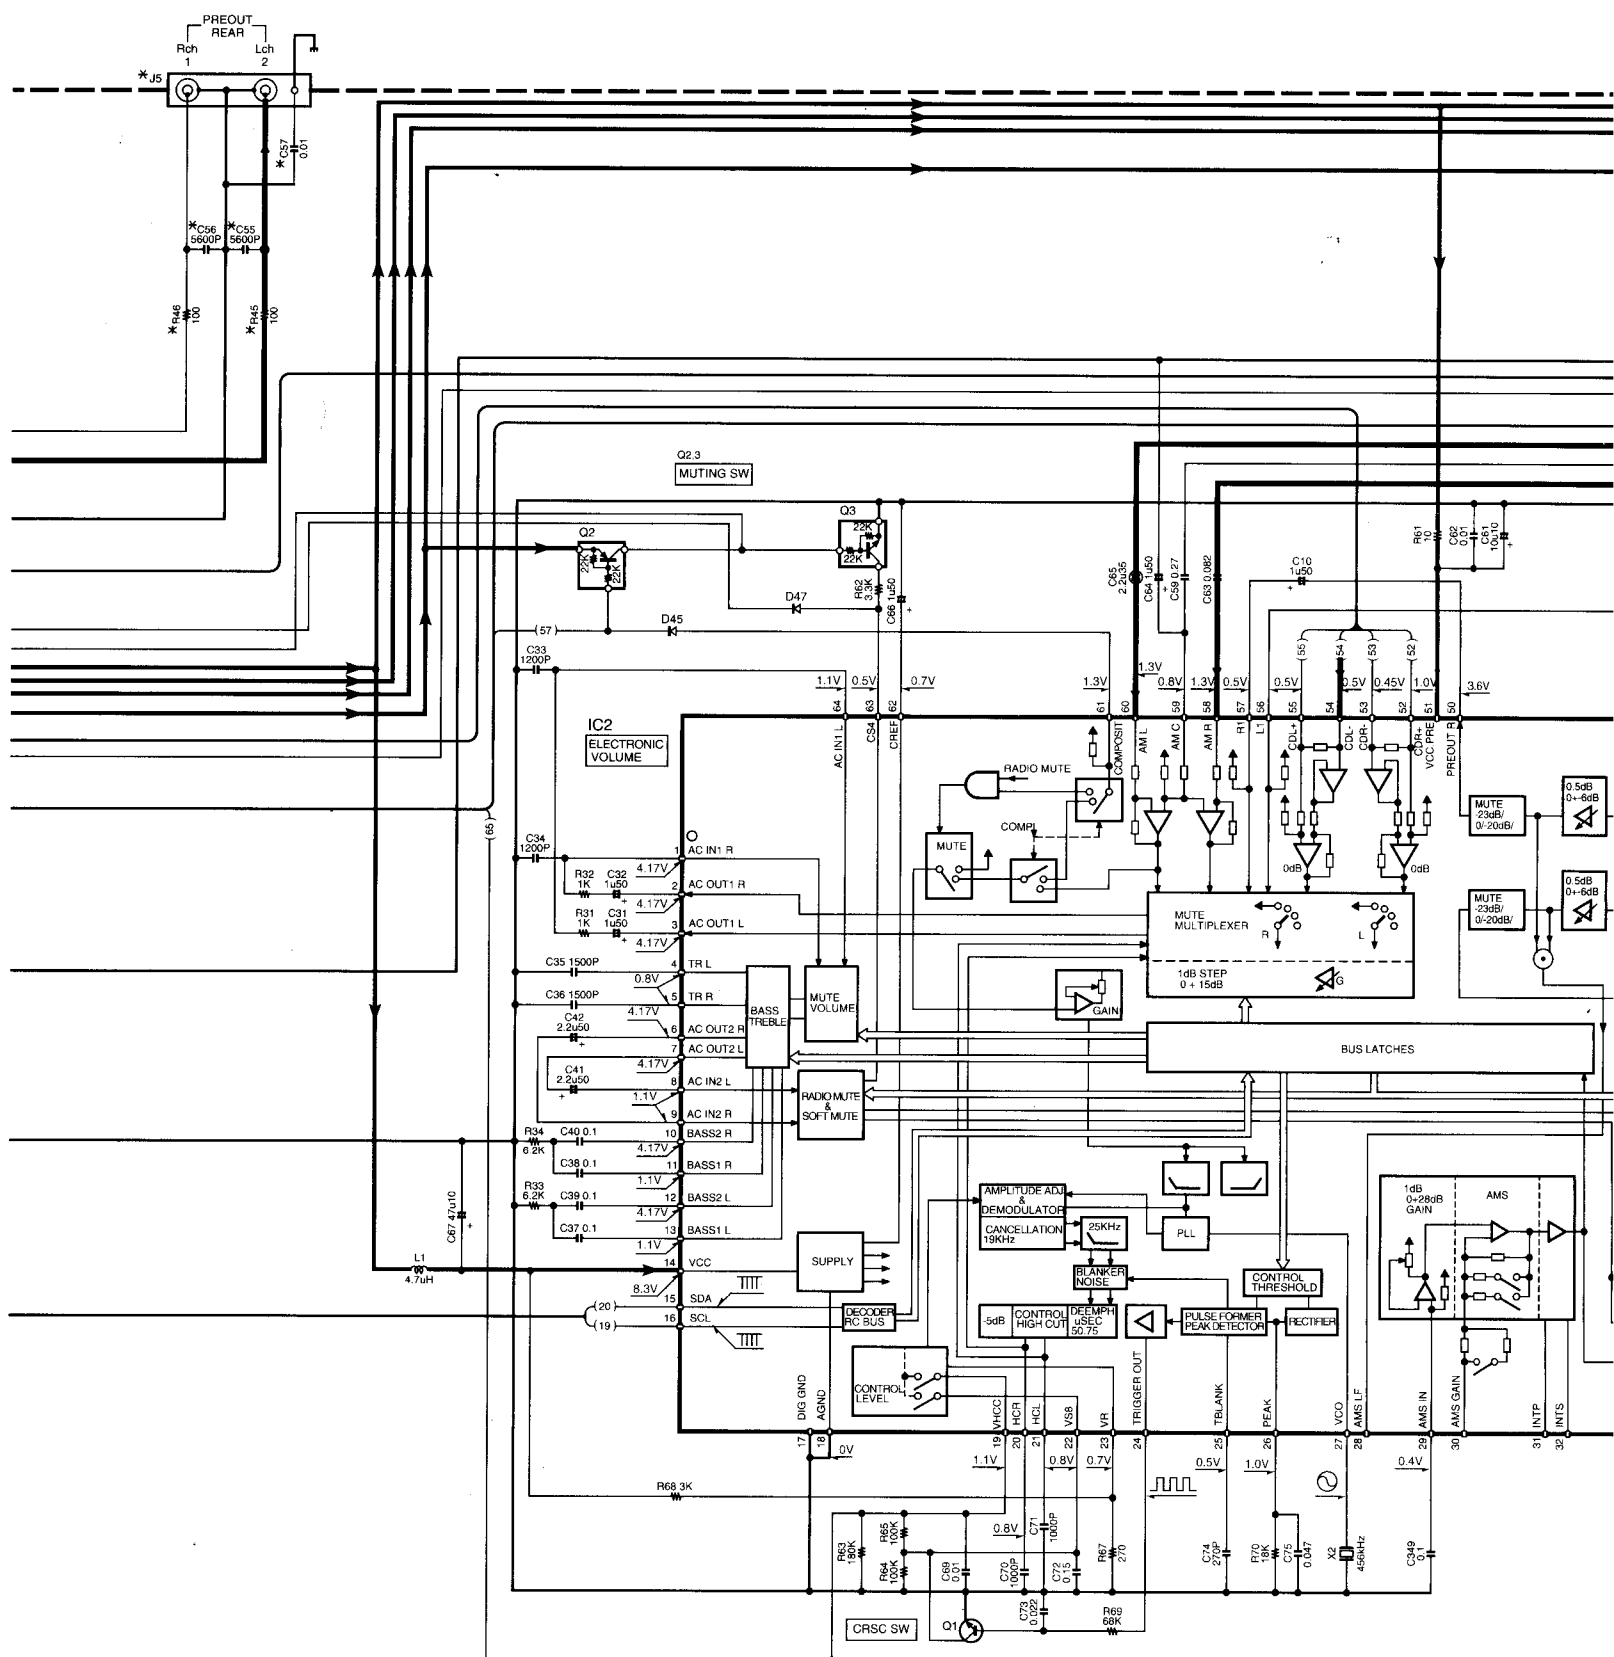 PREOUT
REAR
Rch
1
Lch
2
*J5
*C57
0.01
*C56
5600P
*C55
5600P
*R46
100
*R45
100
Q2,3
MUTING SW
Q2
22K
22K
Q3
22K
22K
R62
3.3K
C66 1u50
D47
D45
(57)
C33
1200P
C65
2.2u35
C64 1u50
C59 0.27
C63 0.082
C10
1u50
R61
10
C62
0.01
C61
10u10
(55)
(54)
(53)
(52)
1.1V
0.5V
0.7V
1.3V
1.3V
0.8V
1.3V
0.5V
0.5V
0.5V
0.45V
1.0V
3.6V
64
63
62
61
60
59
58
57
56
55
54
53
52
51
50
AC IN1 L
CS4
CREF
COMPOSIT
AM L
AM C
AM R
R1
L1
CDL+
CDL-
CDR-
CDR+
VCC PRE
PREOUT R
IC2
ELECTRONIC
VOLUME
RADIO MUTE
COMPI
MUTE
0dB
0dB
MUTE
-23dB/
0/-20dB/
0.5dB
0+-6dB
MUTE
-23dB/
0/-20dB/
0.5dB
0+-6dB
(65)
C34
1200P
R32
1K
C32
1u50
R31
1K
C31
1u50
1 AC IN1 R
4.17V
2 AC OUT1 R
4.17V
3 AC OUT1 L
4.17V
C35 1500P
4 TR L
0.8V
C36 1500P
5 TR R
4.17V
C42
2.2u50
6 AC OUT2 R
7 AC OUT2 L
4.17V
C41
2.2u50
8 AC IN2 L
1.1V
9 AC IN2 R
R34
6.2K
C40 0.1
10 BASS2 R
4.17V
C38 0.1
11 BASS1 R
1.1V
R33
6.2K
C39 0.1
12 BASS2 L
4.17V
C37 0.1
13 BASS1 L
1.1V
C67 47u10
L1
4.7uH
14 VCC
8.3V
(20)
15 SDA
(19)
16 SCL
BASS
TREBLE
MUTE
VOLUME
RADIO MUTE
&
SOFT MUTE
SUPPLY
DECODER
RC BUS
MUTE
MULTIPLEXER
R
L
1dB STEP
0 + 15dB
G
GAIN
BUS LATCHES
AMPLITUDE ADJ
&
DEMODULATOR
CANCELLATION
19KHz
25KHz
PLL
BLANKER
NOISE
-5dB
CONTROL
HIGH CUT
DEEMPH
uSEC
50.75
CONTROL
THRESHOLD
PULSE FORMER
PEAK DETECTOR
RECTIFIER
1dB
0+28dB
GAIN
AMS
CONTROL
LEVEL
DIG GND
AGND
VHCC
HCR
HCL
VS8
VR
TRIGGER OUT
TBLANK
PEAK
VCO
AMS LF
AMS IN
AMS GAIN
INTP
INTS
17
18
19
20
21
22
23
24
25
26
27
28
29
30
31
32
0V
1.1V
0.8V
0.7V
0.5V
1.0V
0.4V
R68 3K
0.8V
R63
180K
R65
100K
R64
100K
C69
0.01
C70
1000P
C71
1000P
C72
0.15
R67
270
C74
270P
R70
18K
C75
0.047
X2
456kHz
C349
0.1
C73
0.022
R69
68K
Q1
CRSC SW